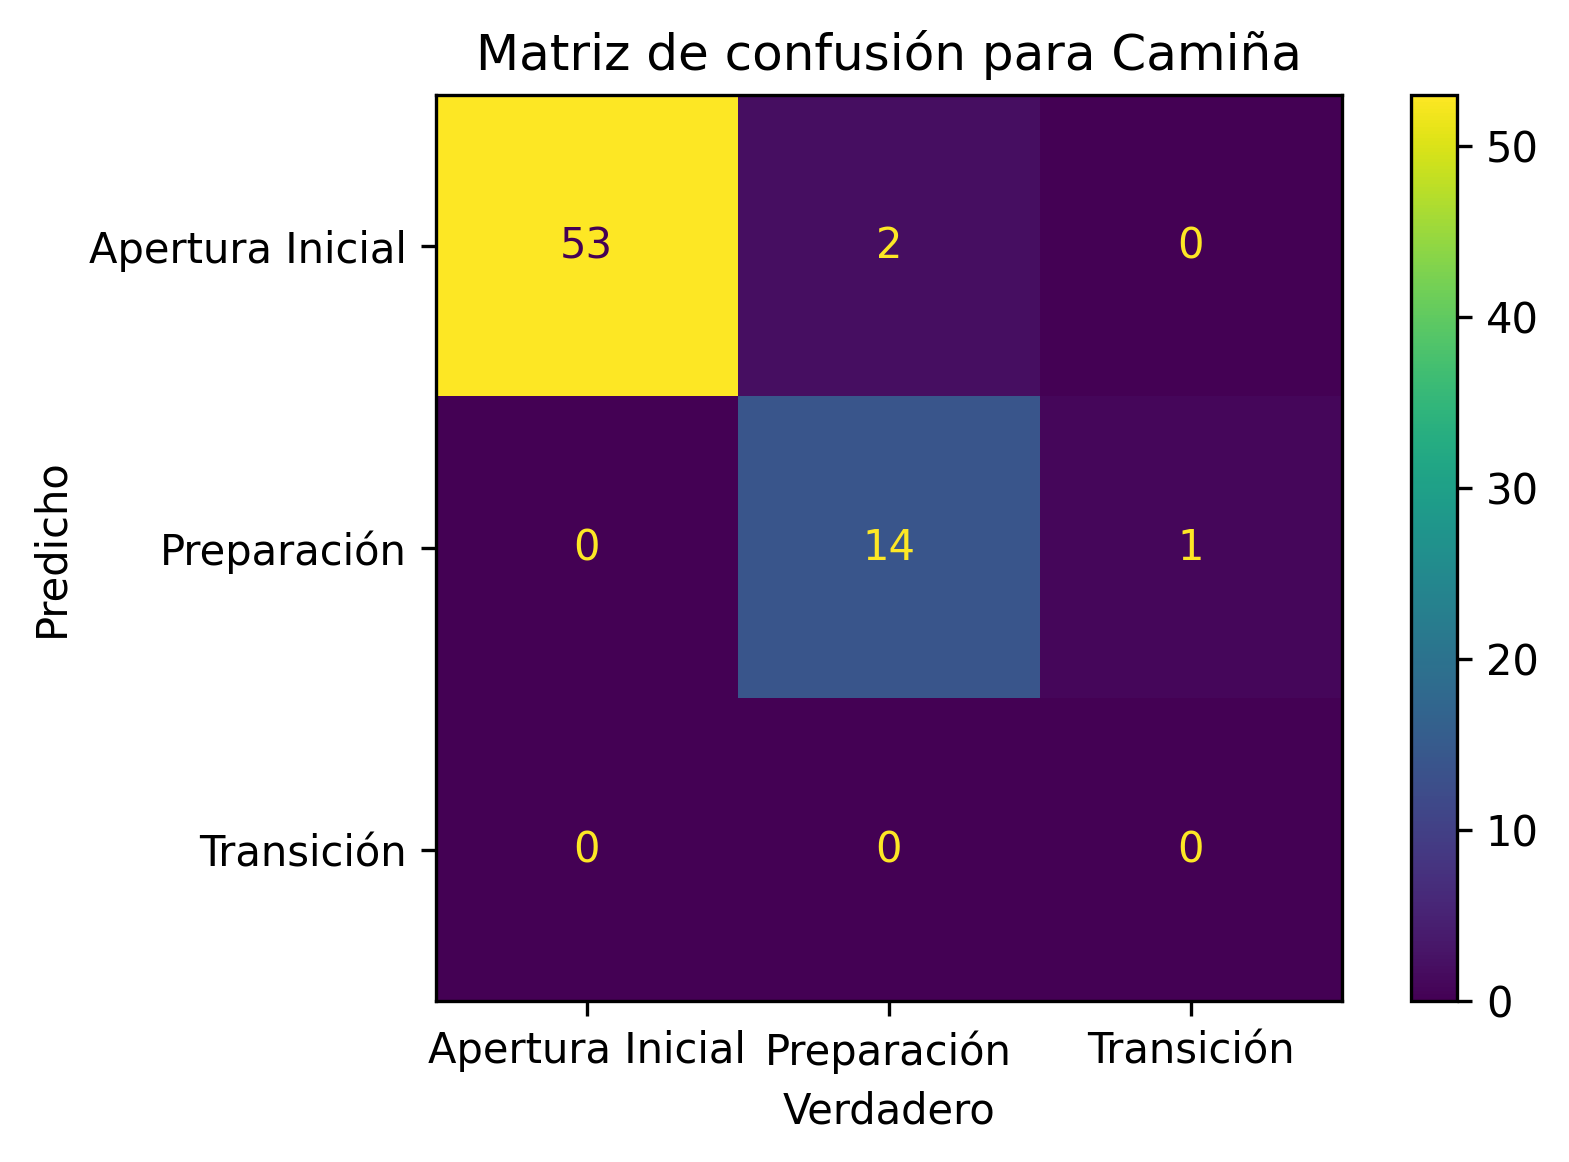 Matriz de confusión para Camiña
Predicho
Apertura Inicial
53 2 0
Preparación
0 14 1
Transición
0 0 0
Apertura Inicial Preparación Transición
Verdadero
50
40
30
20
10
0